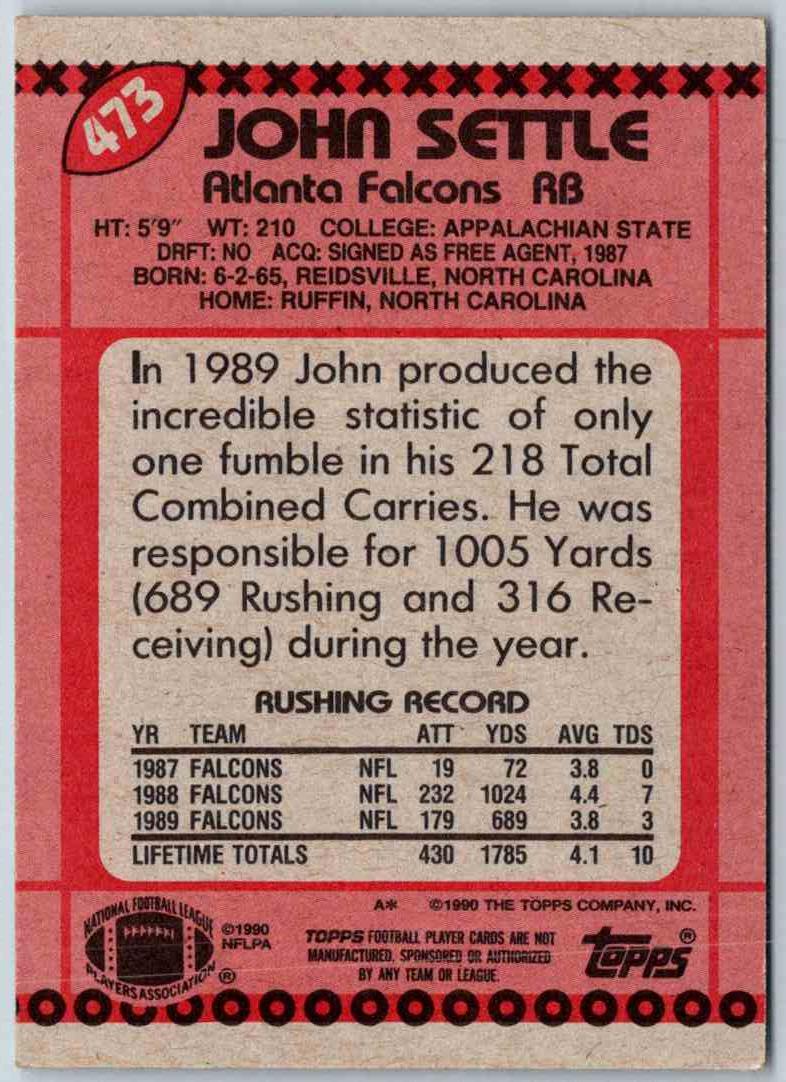 473
JOHN SETTLE
Atlanta Falcons RB
HT: 5'9" WT: 210 COLLEGE: APPALACHIAN STATE
DRFT: NO ACQ: SIGNED AS FREE AGENT, 1987
BORN: 6-2-65, REIDSVILLE, NORTH CAROLINA
HOME: RUFFIN, NORTH CAROLINA
In 1989 John produced the
incredible statistic of only
one fumble in his 218 Total
Combined Carries. He was
responsible for 1005 Yards
(689 Rushing and 316 Re-
ceiving) during the year.
RUSHING RECORD
YR TEAM ATT YDS AVG TDS
1987 FALCONS NFL 19 72 3.8 0
1988 FALCONS NFL 232 1024 4.4 7
1989 FALCONS NFL 179 689 3.8 3
LIFETIME TOTALS 430 1785 4.1 10
A* ©1990 THE TOPPS COMPANY, INC.
NATIONAL FOOTBALL LEAGUE
PLAYERS ASSOCIATION ®
©1990
NFLPA
TOPPS FOOTBALL PLAYER CARDS ARE NOT
MANUFACTURED, SPONSORED OR AUTHORIZED
BY ANY TEAM OR LEAGUE.
topps ®